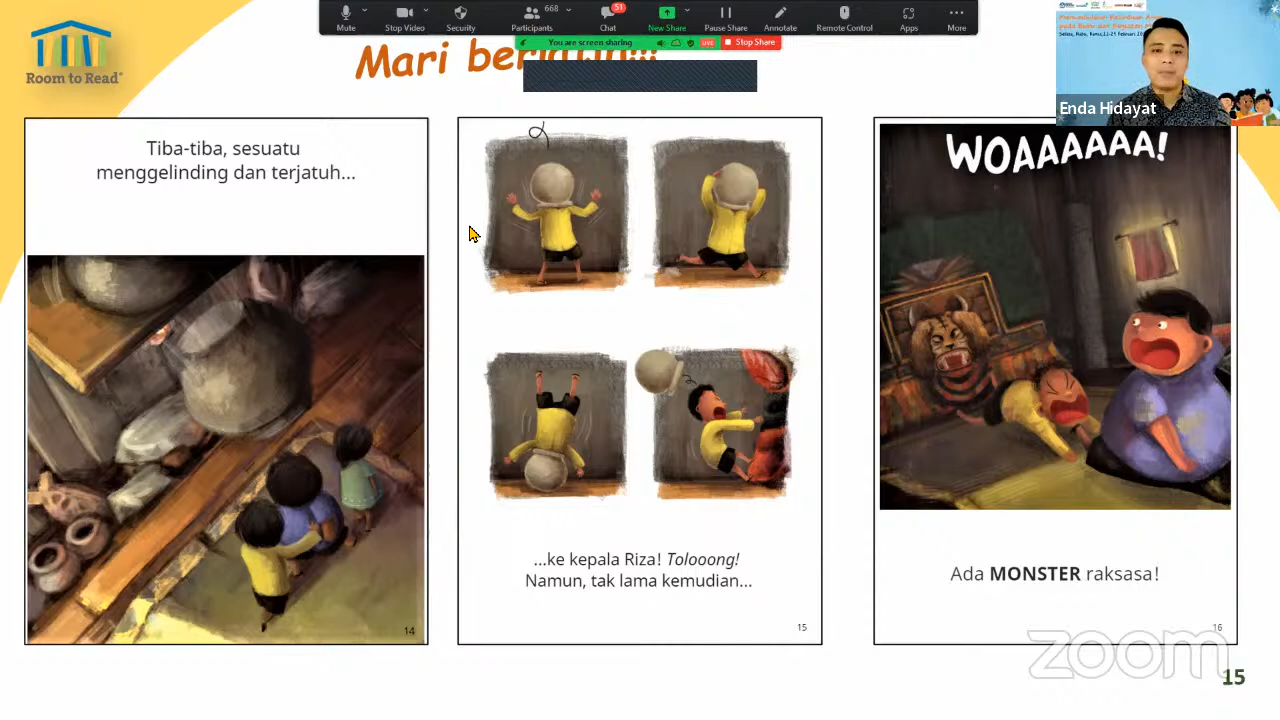 Mute
Stop Video
Security
668
Participants
51
Chat
New Share
Pause Share
Annotate
Remote Control
Apps
More
You are screen sharing
LIVE
Stop Share
Room to Read
Mari
Enda Hidayat
Tiba-tiba, sesuatu
menggelinding dan terjatuh...
14
...ke kepala Riza! Tolooong!
Namun, tak lama kemudian...
15
WOAAAAAA!
Ada MONSTER raksasa!
16
zoom
15